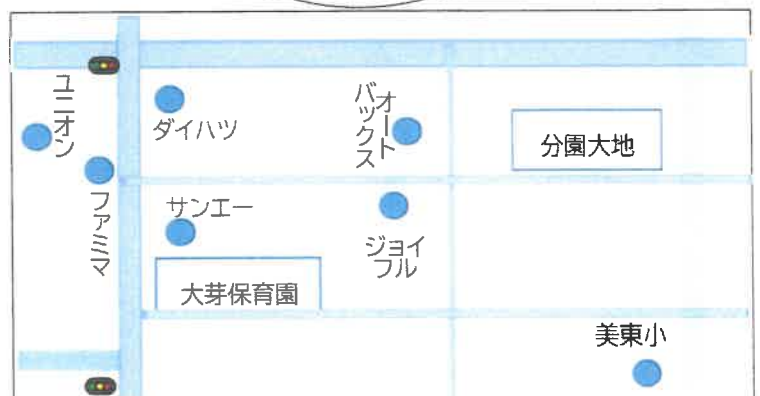 ユニオン
ダイハツ
オート
バックス
分園大地
ファミマ
サンエー
ジョイ
フル
大芽保育園
美東小